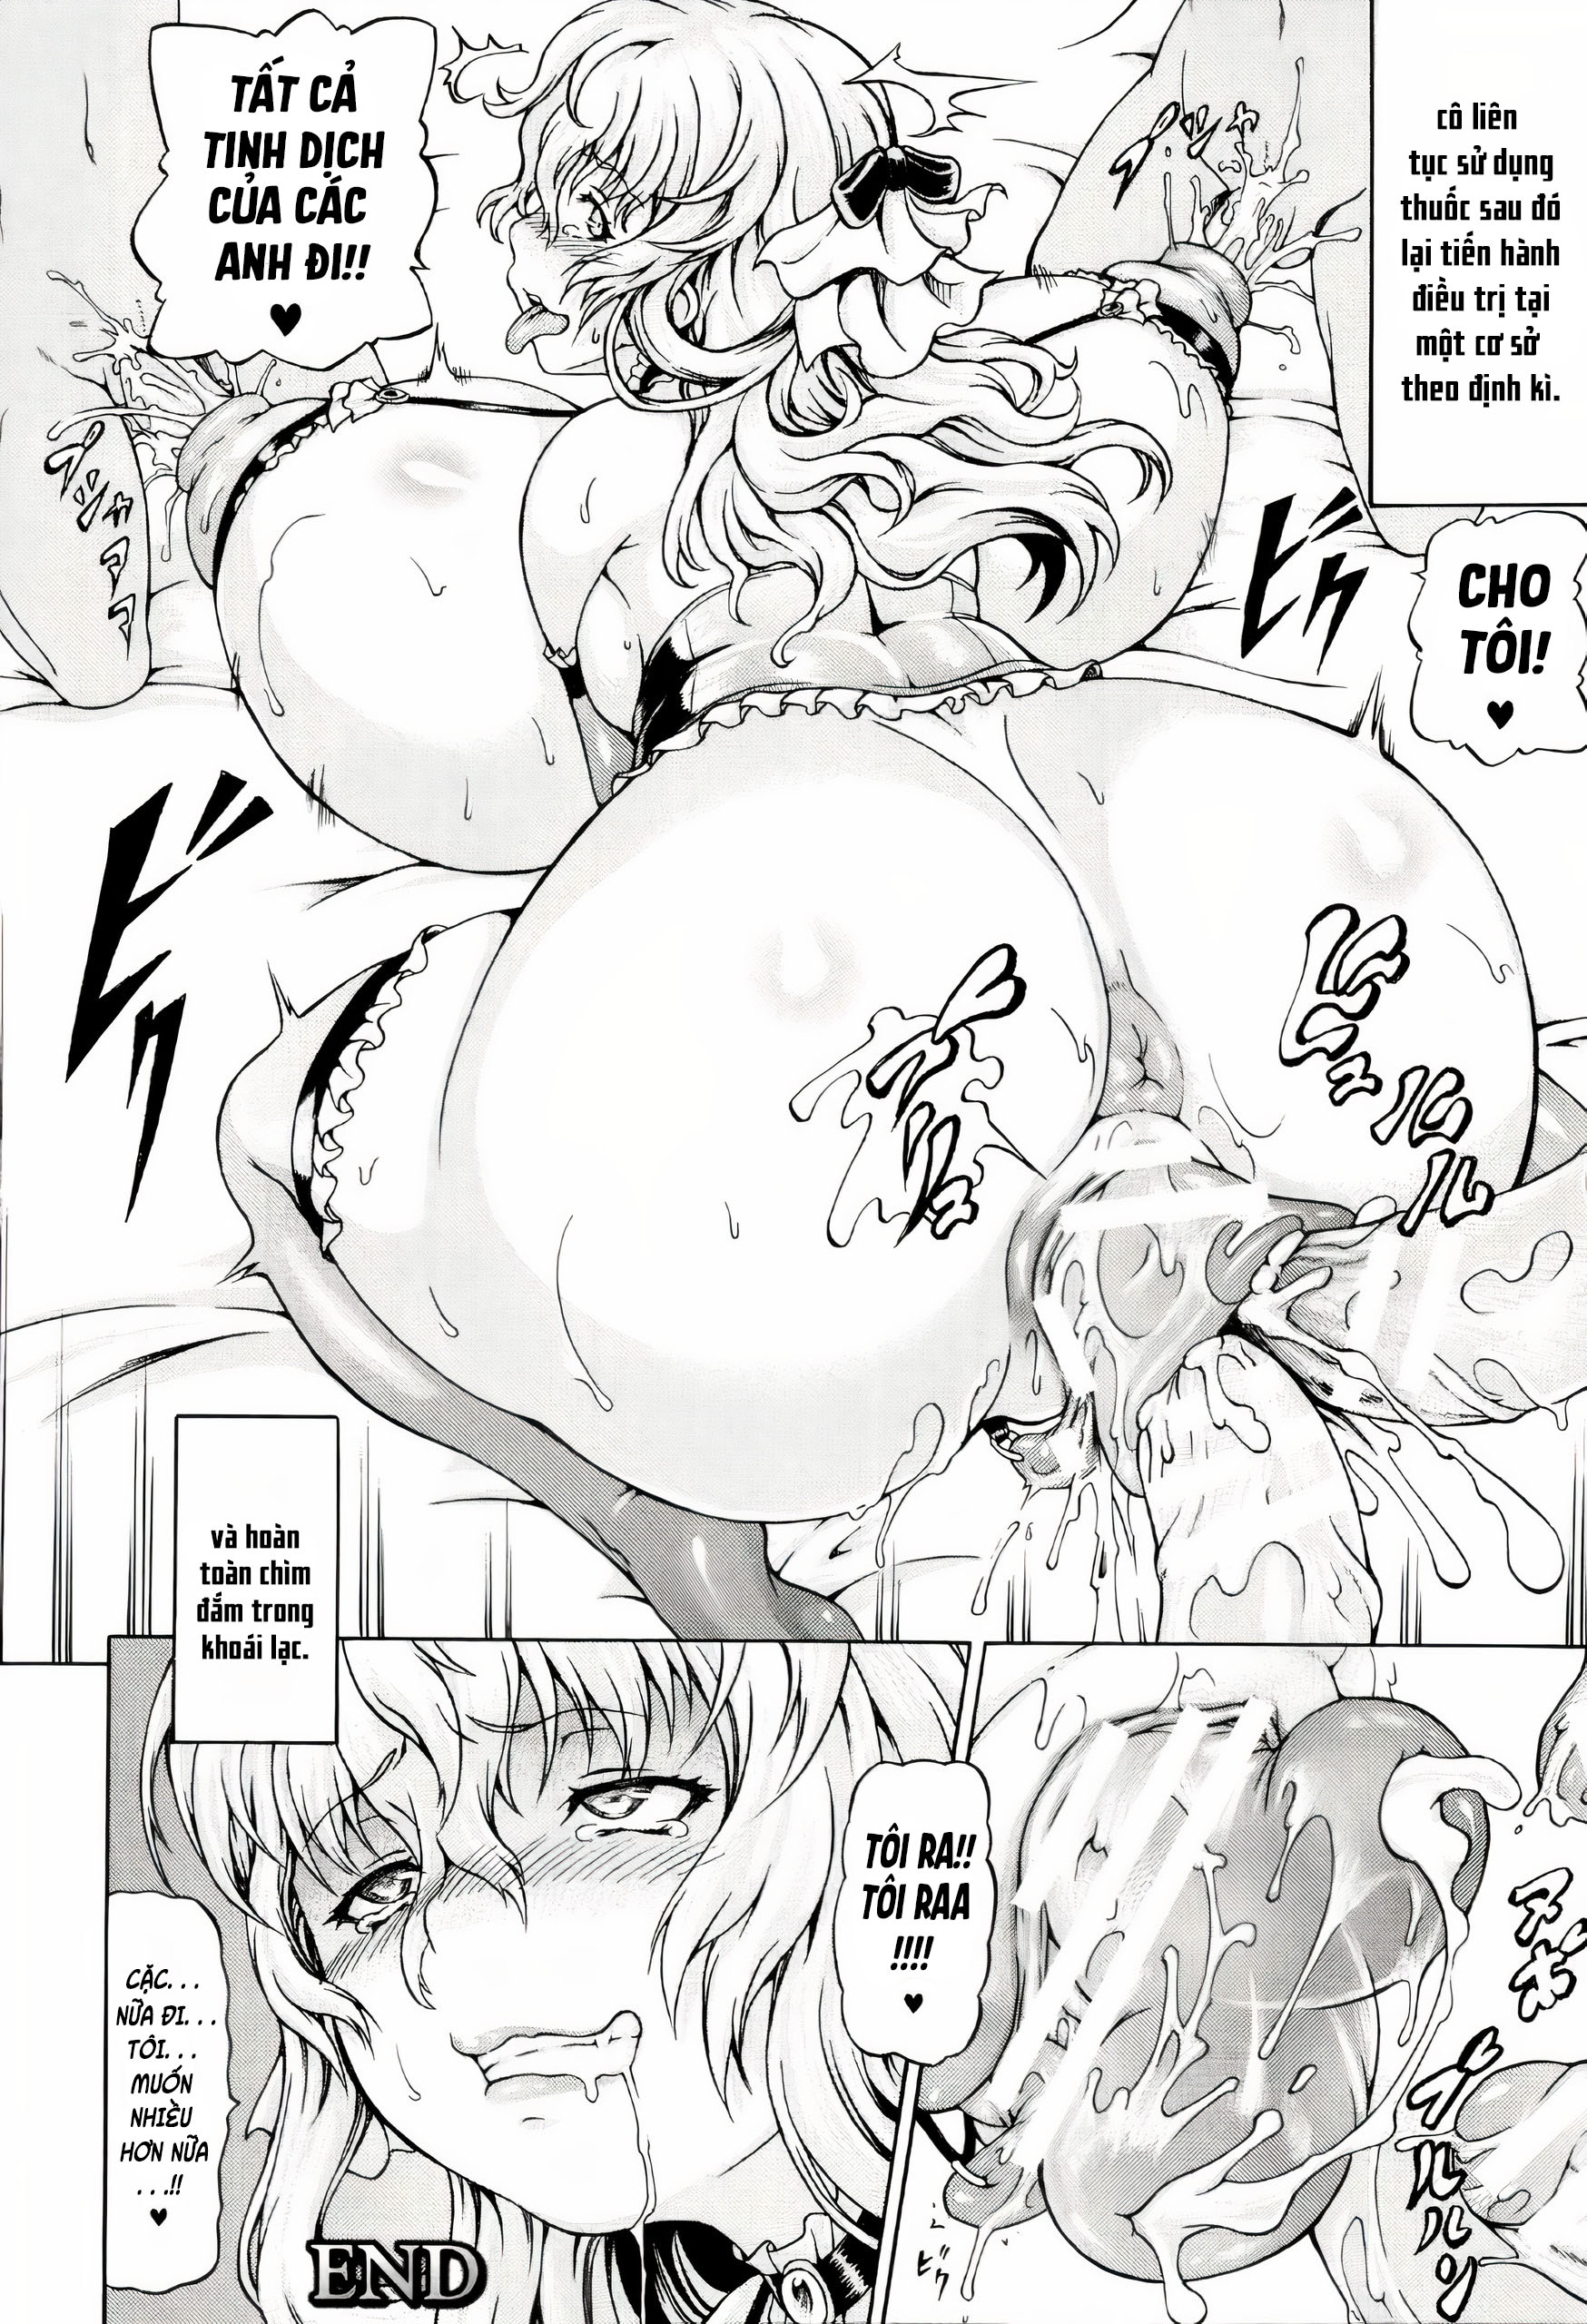 cô liên
tục sử dụng
thuốc sau đó
lại tiến hành
điều trị tại
một cơ sở
theo định kì.
CHO
TÔI!
♥
TẤT CẢ
TINH DỊCH
CỦA CÁC
ANH ĐI!!
♥
và hoàn
toàn chìm
đắm trong
khoái lạc.
TÔI RA!!
TÔI RAA
!!!!
♥
CẶC...
NỮA ĐI...
TÔI...
MUỐN
NHIỀU
HƠN NỮA
...!!
♥
END